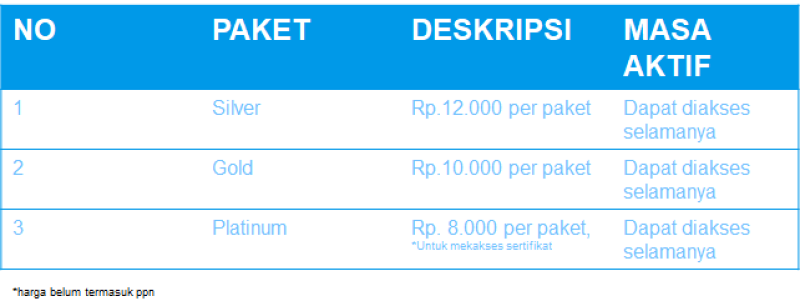 NO PAKET DESKRIPSI MASA
AKTIF
1 Silver Rp.12.000 per paket Dapat diakses
selamanya
2 Gold Rp.10.000 per paket Dapat diakses
selamanya
3 Platinum Rp. 8.000 per paket, Dapat diakses
*Untuk mekakses sertifikat selamanya
*harga belum termasuk ppn